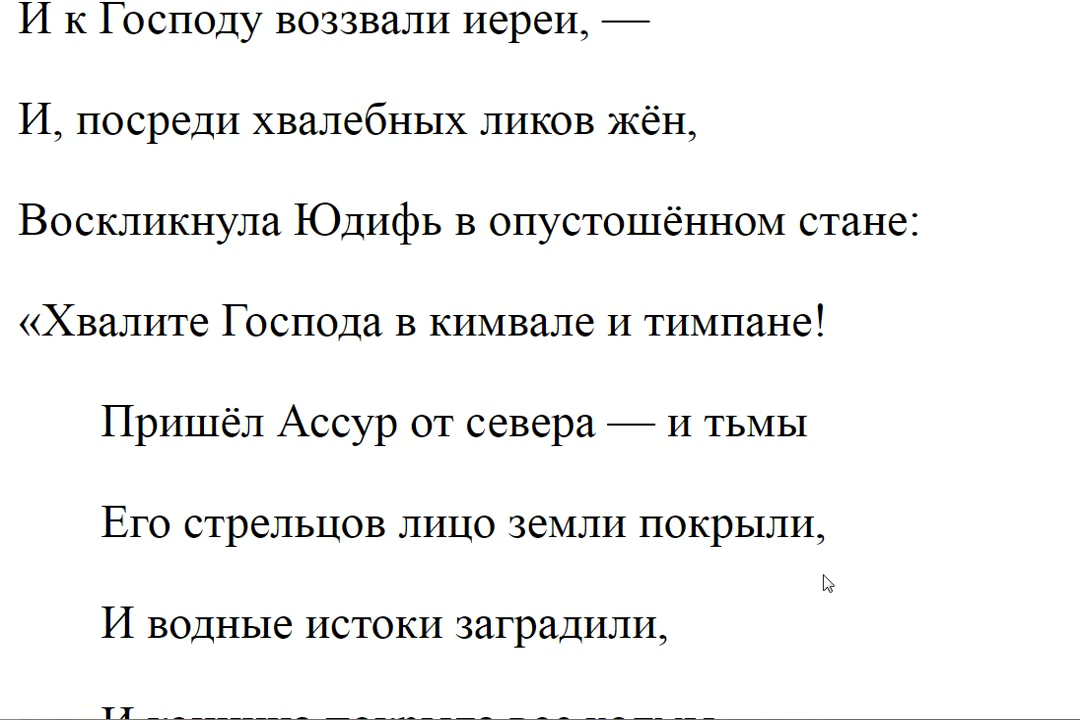 И к Господу воззвали иереи, —
И, посреди хвалебных ликов жён,
Воскликнула Юдифь в опустошённом стане:
«Хвалите Господа в кимвале и тимпане!
Пришёл Ассур от севера — и тьмы
Его стрельцов лицо земли покрыли,
И водные истоки заградили,